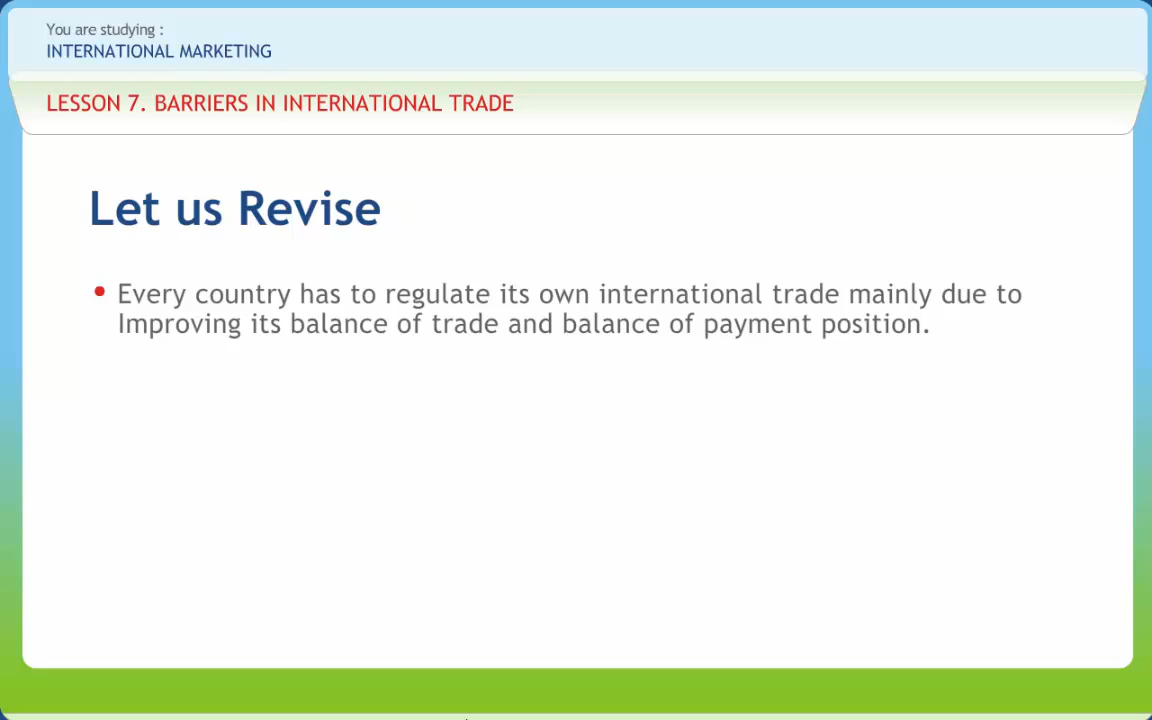 You are studying :
INTERNATIONAL MARKETING
LESSON 7. BARRIERS IN INTERNATIONAL TRADE
Let us Revise
• Every country has to regulate its own international trade mainly due to
Improving its balance of trade and balance of payment position.